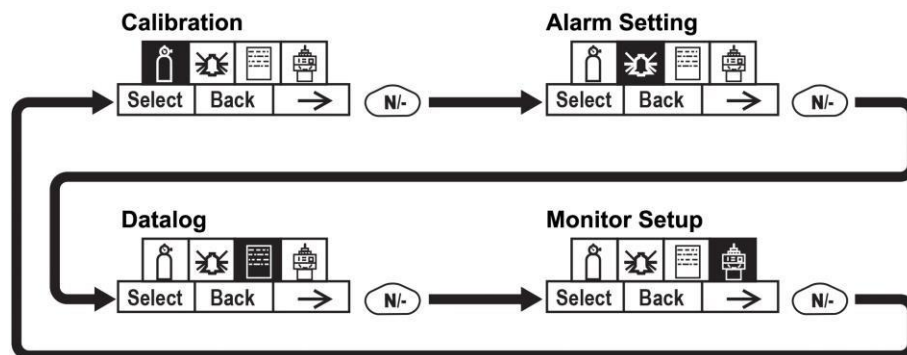 Calibration
Alarm Setting
Select Back → N/-
Select Back → N/-
Datalog
Monitor Setup
Select Back → N/-
Select Back → N/-